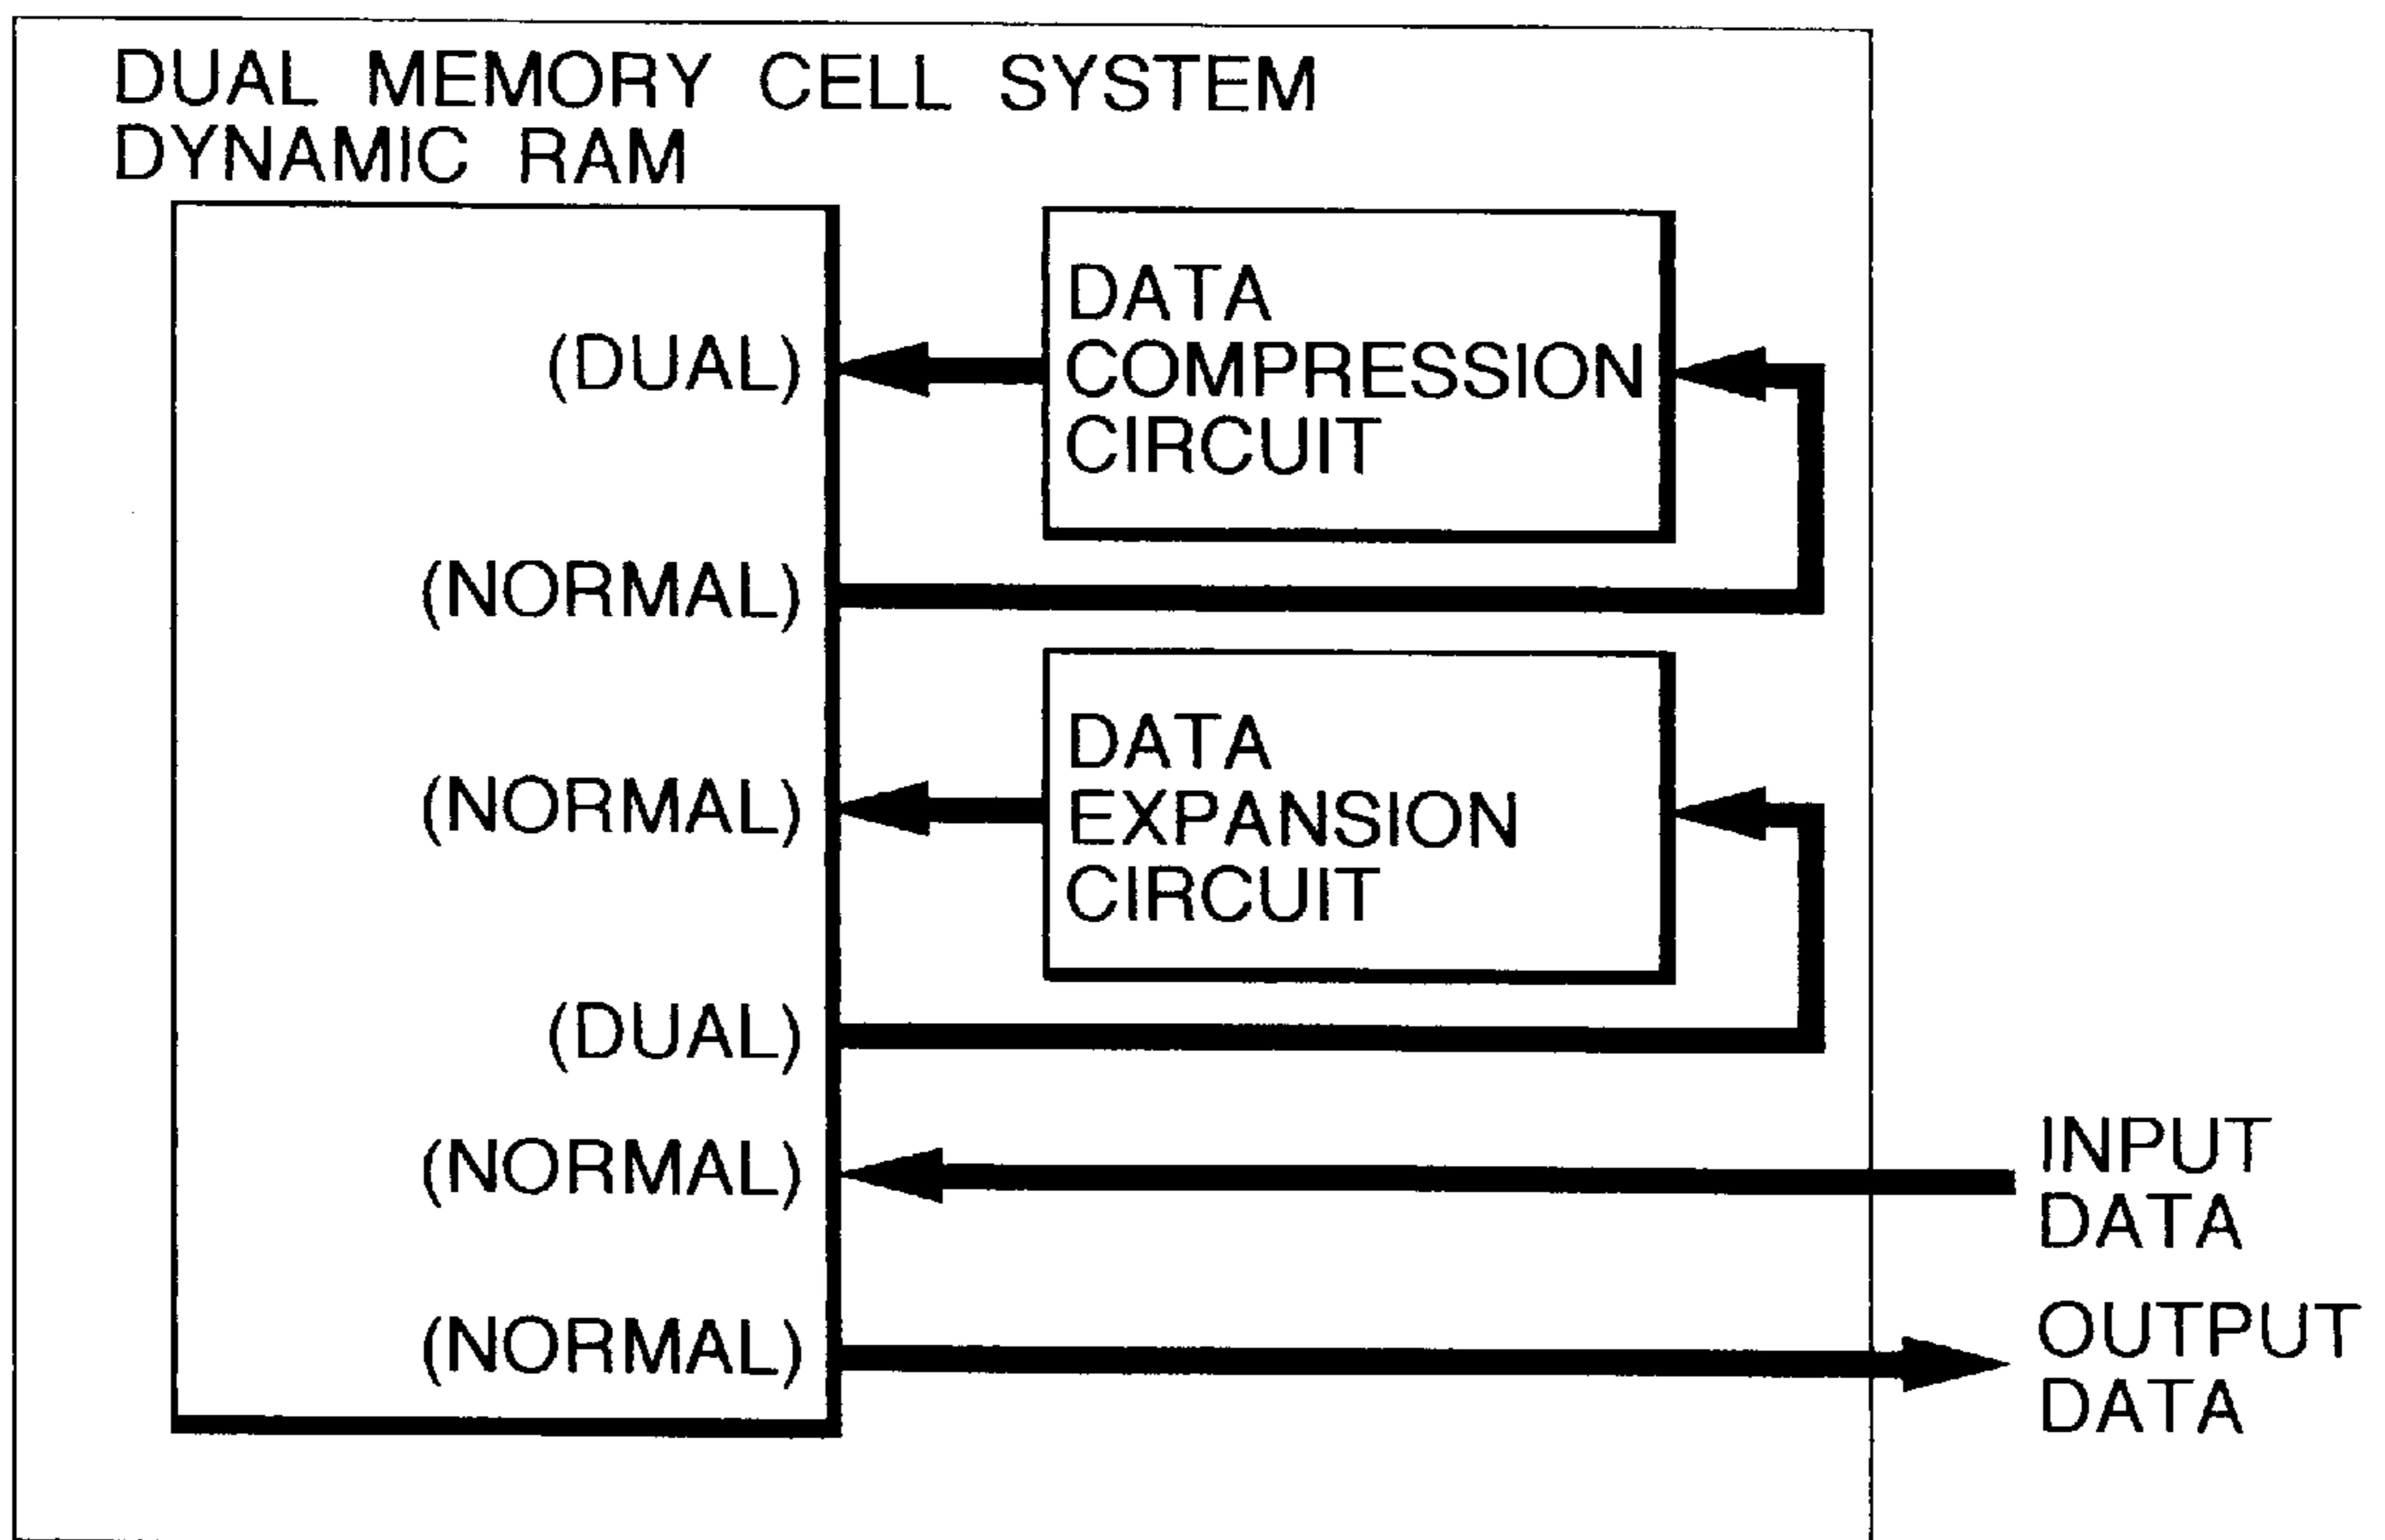 DUAL MEMORY CELL SYSTEM
DYNAMIC RAM
DATA
COMPRESSION
CIRCUIT
(DUAL)
(NORMAL)
DATA
EXPANSION
CIRCUIT
(NORMAL)
(DUAL)
(NORMAL)
INPUT
DATA
(NORMAL)
OUTPUT
DATA